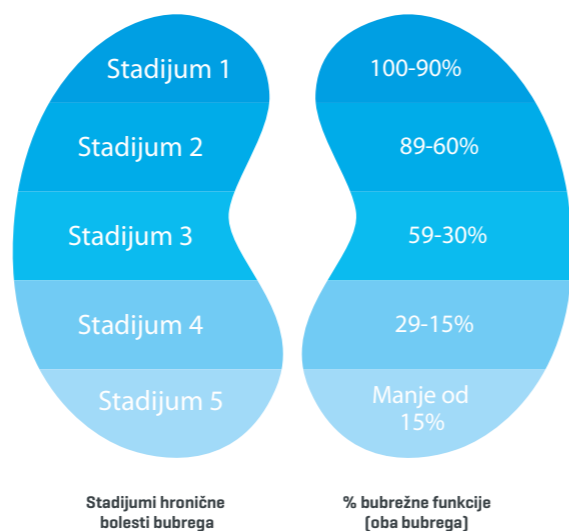 Stadijum 1
100-90%
Stadijum 2
89-60%
Stadijum 3
59-30%
Stadijum 4
29-15%
Stadijum 5
Manje od
15%
Stadijumi hronične
bolesti bubrega
% bubrežne funkcije
(oba bubrega)